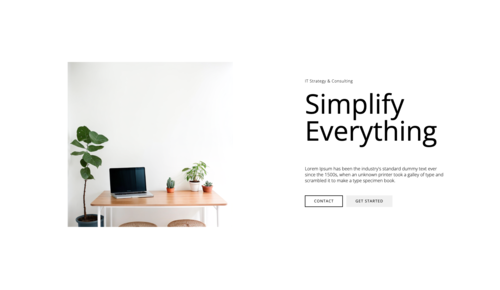 IT Strategy & Consulting
Simplify
Everything
Lorem Ipsum has been the industry's standard dummy text ever
since the 1500s, when an unknown printer took a galley of type and
scrambled it to make a type specimen book
CONTACT
GET STARTED